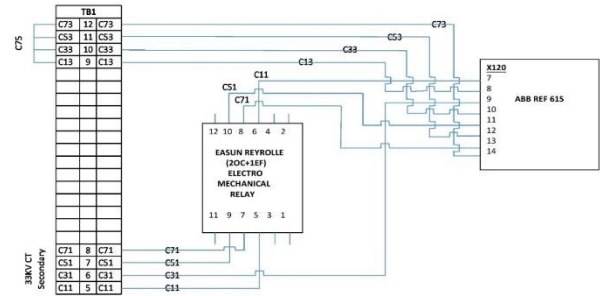 TB1
C73 12 C73
C53 11 C53
C33 10 C33
C13 9 C13
C75
C73
C53
C33
C13
C11
C51
C71
X120
7
8
9
10
11
12
13
14
ABB REF 615
12 10 8 6 4 2
EASUN REYROLLE
(2OC+1EF)
ELECTRO
MECHANICAL
RELAY
11 9 7 5 3 1
33KV CT
Secondary
C71 8 C71
C51 7 C51
C31 6 C31
C11 5 C11
C71
C51
C31
C11